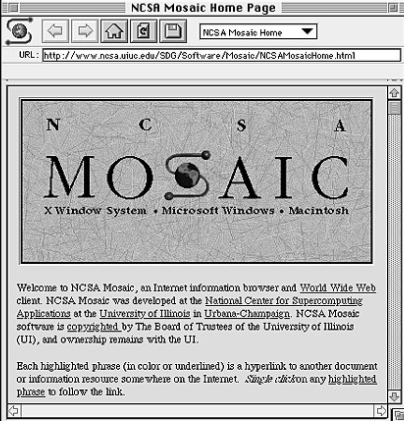 NCSA Mosaic Home Page
NCSA Mosaic Home
URL: http://www.ncsa.uiuc.edu/SDG/Software/Mosaic/NCSAMosaicHome.html
N C S A
MOSAIC
X Window System • Microsoft Windows • Macintosh
Welcome to NCSA Mosaic, an Internet information browser and World Wide Web
client. NCSA Mosaic was developed at the National Center for Supercomputing
Applications at the University of Illinois in Urbana-Champaign. NCSA Mosaic
software is copyrighted by The Board of Trustees of the University of Illinois
(UI), and ownership remains with the UI.
Each highlighted phrase (in color or underlined) is a hyperlink to another document
or information resource somewhere on the Internet. Single click on any highlighted
phrase to follow the link.